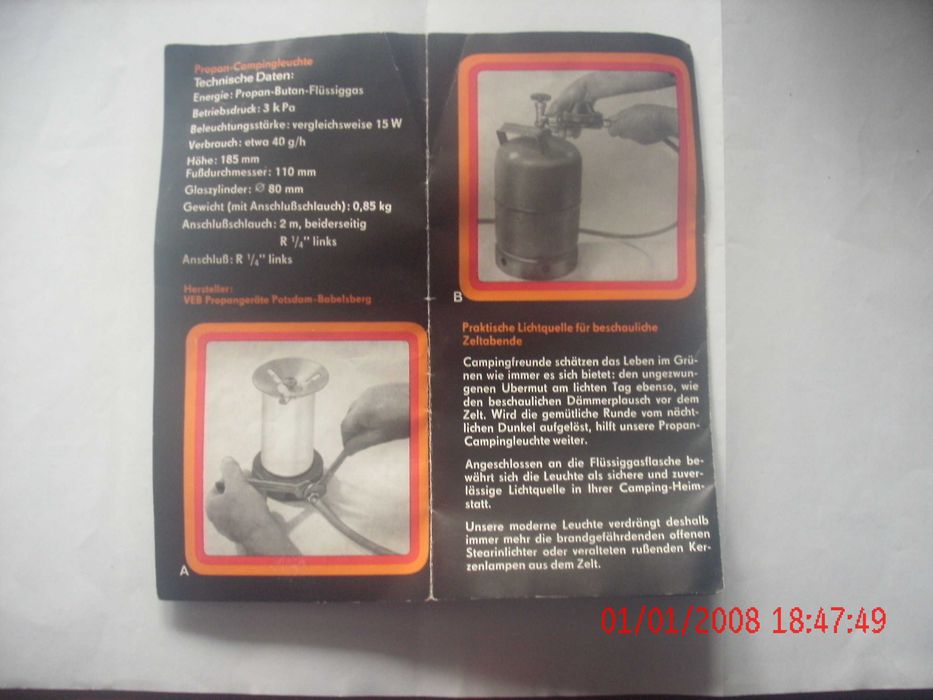 Propan-Campingleuchte
Technische Daten:
Energie: Propan-Butan-Flüssiggas
Betriebsdruck: 3 kPa
Beleuchtungsstärke: vergleichsweise 15 W
Verbrauch: etwa 40 g/h
Höhe: 185 mm
Fußdurchmesser: 110 mm
Glaszylinder: ∅ 80 mm
Gewicht (mit Anschlußschlauch): 0,85 kg
Anschlußschlauch: 2 m, beiderseitig
R 1/4" links
Anschluß: R 1/4" links
Hersteller:
VEB Propangeräte Potsdam-Babelsberg
A
B
Praktische Lichtquelle für beschauliche
Zeltabende
Campingfreunde schätzen das Leben im Grü-
nen wie immer es sich bietet: den ungezwun-
genen Übermut am lichten Tag ebenso, wie
den beschaulichen Dämmerplausch vor dem
Zelt. Wird die gemütliche Runde vom nächt-
lichen Dunkel aufgelöst, hilft unsere Propan-
Campingleuchte weiter.
Angeschlossen an die Flüssiggasflasche be-
währt sich die Leuchte als sichere und zuver-
lässige Lichtquelle in Ihrer Camping-Heim-
statt.
Unsere moderne Leuchte verdrängt deshalb
immer mehr die brandgefährdenden offenen
Stearinlichter oder veralteten rußenden Ker-
zenlampen aus dem Zelt.
01/01/2008 18:47:49